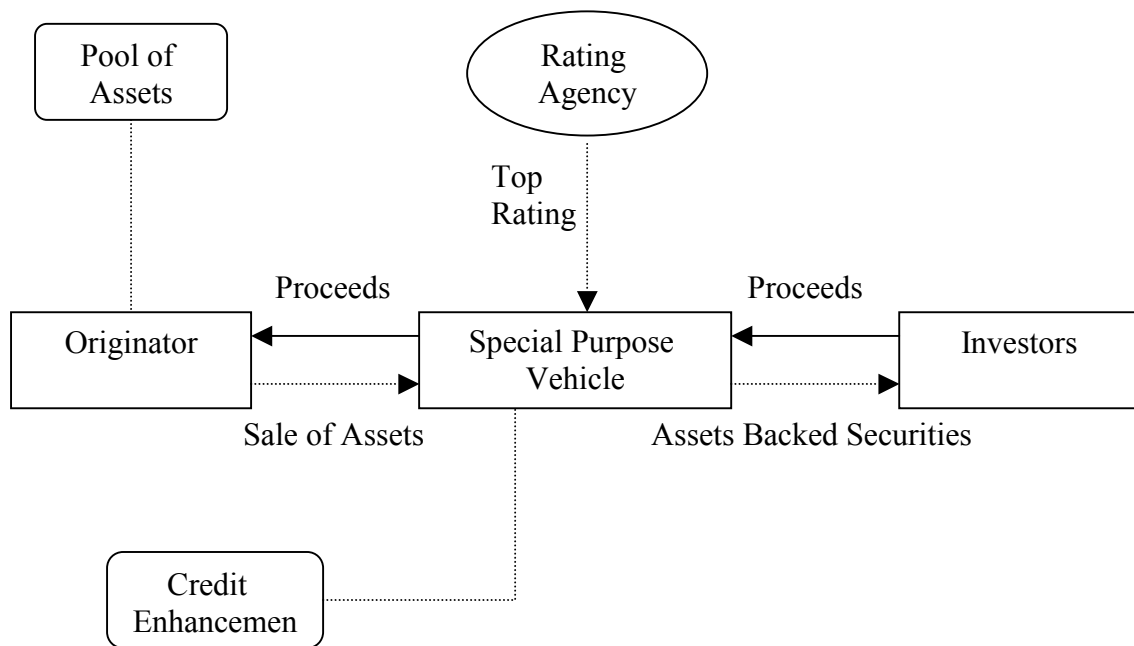 Pool of
Assets
Rating
Agency
Top
Rating
Proceeds
Proceeds
Originator
Special Purpose
Vehicle
Investors
Sale of Assets
Assets Backed Securities
Credit
Enhancemen